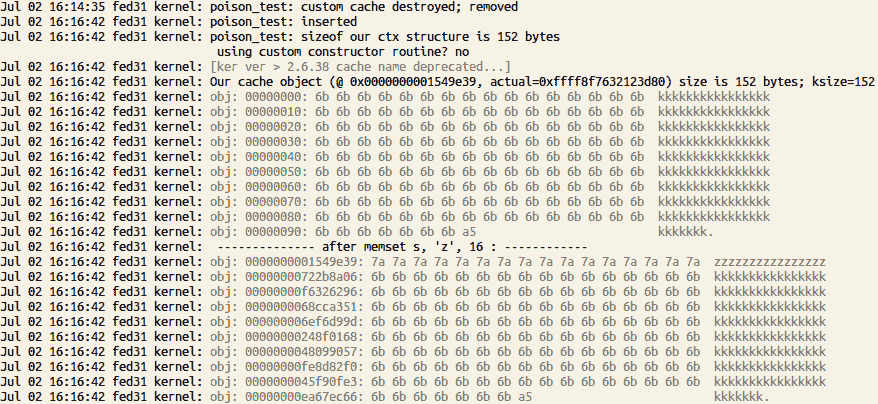 Jul 02 16:14:35 fed31 kernel: poison_test: custom cache destroyed; removed
Jul 02 16:16:42 fed31 kernel: poison_test: inserted
Jul 02 16:16:42 fed31 kernel: poison_test: sizeof our ctx structure is 152 bytes
using custom constructor routine? no
Jul 02 16:16:42 fed31 kernel: [ker ver > 2.6.38 cache name deprecated...]
Jul 02 16:16:42 fed31 kernel: Our cache object (@ 0x0000000001549e39, actual=0xffff8f7632123d80) size is 152 bytes; ksize=152
Jul 02 16:16:42 fed31 kernel: obj: 00000000: 6b 6b 6b 6b 6b 6b 6b 6b 6b 6b 6b 6b 6b 6b 6b 6b  kkkkkkkkkkkkkkkk
Jul 02 16:16:42 fed31 kernel: obj: 00000010: 6b 6b 6b 6b 6b 6b 6b 6b 6b 6b 6b 6b 6b 6b 6b 6b  kkkkkkkkkkkkkkkk
Jul 02 16:16:42 fed31 kernel: obj: 00000020: 6b 6b 6b 6b 6b 6b 6b 6b 6b 6b 6b 6b 6b 6b 6b 6b  kkkkkkkkkkkkkkkk
Jul 02 16:16:42 fed31 kernel: obj: 00000030: 6b 6b 6b 6b 6b 6b 6b 6b 6b 6b 6b 6b 6b 6b 6b 6b  kkkkkkkkkkkkkkkk
Jul 02 16:16:42 fed31 kernel: obj: 00000040: 6b 6b 6b 6b 6b 6b 6b 6b 6b 6b 6b 6b 6b 6b 6b 6b  kkkkkkkkkkkkkkkk
Jul 02 16:16:42 fed31 kernel: obj: 00000050: 6b 6b 6b 6b 6b 6b 6b 6b 6b 6b 6b 6b 6b 6b 6b 6b  kkkkkkkkkkkkkkkk
Jul 02 16:16:42 fed31 kernel: obj: 00000060: 6b 6b 6b 6b 6b 6b 6b 6b 6b 6b 6b 6b 6b 6b 6b 6b  kkkkkkkkkkkkkkkk
Jul 02 16:16:42 fed31 kernel: obj: 00000070: 6b 6b 6b 6b 6b 6b 6b 6b 6b 6b 6b 6b 6b 6b 6b 6b  kkkkkkkkkkkkkkkk
Jul 02 16:16:42 fed31 kernel: obj: 00000080: 6b 6b 6b 6b 6b 6b 6b 6b 6b 6b 6b 6b 6b 6b 6b 6b  kkkkkkkkkkkkkkkk
Jul 02 16:16:42 fed31 kernel: obj: 00000090: 6b 6b 6b 6b 6b 6b 6b a5  kkkkkkk.
Jul 02 16:16:42 fed31 kernel:  -------------- after memset s, 'z', 16 : ------------
Jul 02 16:16:42 fed31 kernel: obj: 0000000001549e39: 7a 7a 7a 7a 7a 7a 7a 7a 7a 7a 7a 7a 7a 7a 7a 7a  zzzzzzzzzzzzzzzz
Jul 02 16:16:42 fed31 kernel: obj: 00000000722b8a06: 6b 6b 6b 6b 6b 6b 6b 6b 6b 6b 6b 6b 6b 6b 6b 6b  kkkkkkkkkkkkkkkk
Jul 02 16:16:42 fed31 kernel: obj: 00000000f6326296: 6b 6b 6b 6b 6b 6b 6b 6b 6b 6b 6b 6b 6b 6b 6b 6b  kkkkkkkkkkkkkkkk
Jul 02 16:16:42 fed31 kernel: obj: 0000000068cca351: 6b 6b 6b 6b 6b 6b 6b 6b 6b 6b 6b 6b 6b 6b 6b 6b  kkkkkkkkkkkkkkkk
Jul 02 16:16:42 fed31 kernel: obj: 000000006ef6d99d: 6b 6b 6b 6b 6b 6b 6b 6b 6b 6b 6b 6b 6b 6b 6b 6b  kkkkkkkkkkkkkkkk
Jul 02 16:16:42 fed31 kernel: obj: 00000000248f0168: 6b 6b 6b 6b 6b 6b 6b 6b 6b 6b 6b 6b 6b 6b 6b 6b  kkkkkkkkkkkkkkkk
Jul 02 16:16:42 fed31 kernel: obj: 0000000048099057: 6b 6b 6b 6b 6b 6b 6b 6b 6b 6b 6b 6b 6b 6b 6b 6b  kkkkkkkkkkkkkkkk
Jul 02 16:16:42 fed31 kernel: obj: 00000000fe8d82f0: 6b 6b 6b 6b 6b 6b 6b 6b 6b 6b 6b 6b 6b 6b 6b 6b  kkkkkkkkkkkkkkkk
Jul 02 16:16:42 fed31 kernel: obj: 0000000045f90fe3: 6b 6b 6b 6b 6b 6b 6b 6b 6b 6b 6b 6b 6b 6b 6b 6b  kkkkkkkkkkkkkkkk
Jul 02 16:16:42 fed31 kernel: obj: 00000000ea67ec66: 6b 6b 6b 6b 6b 6b 6b a5  kkkkkkk.